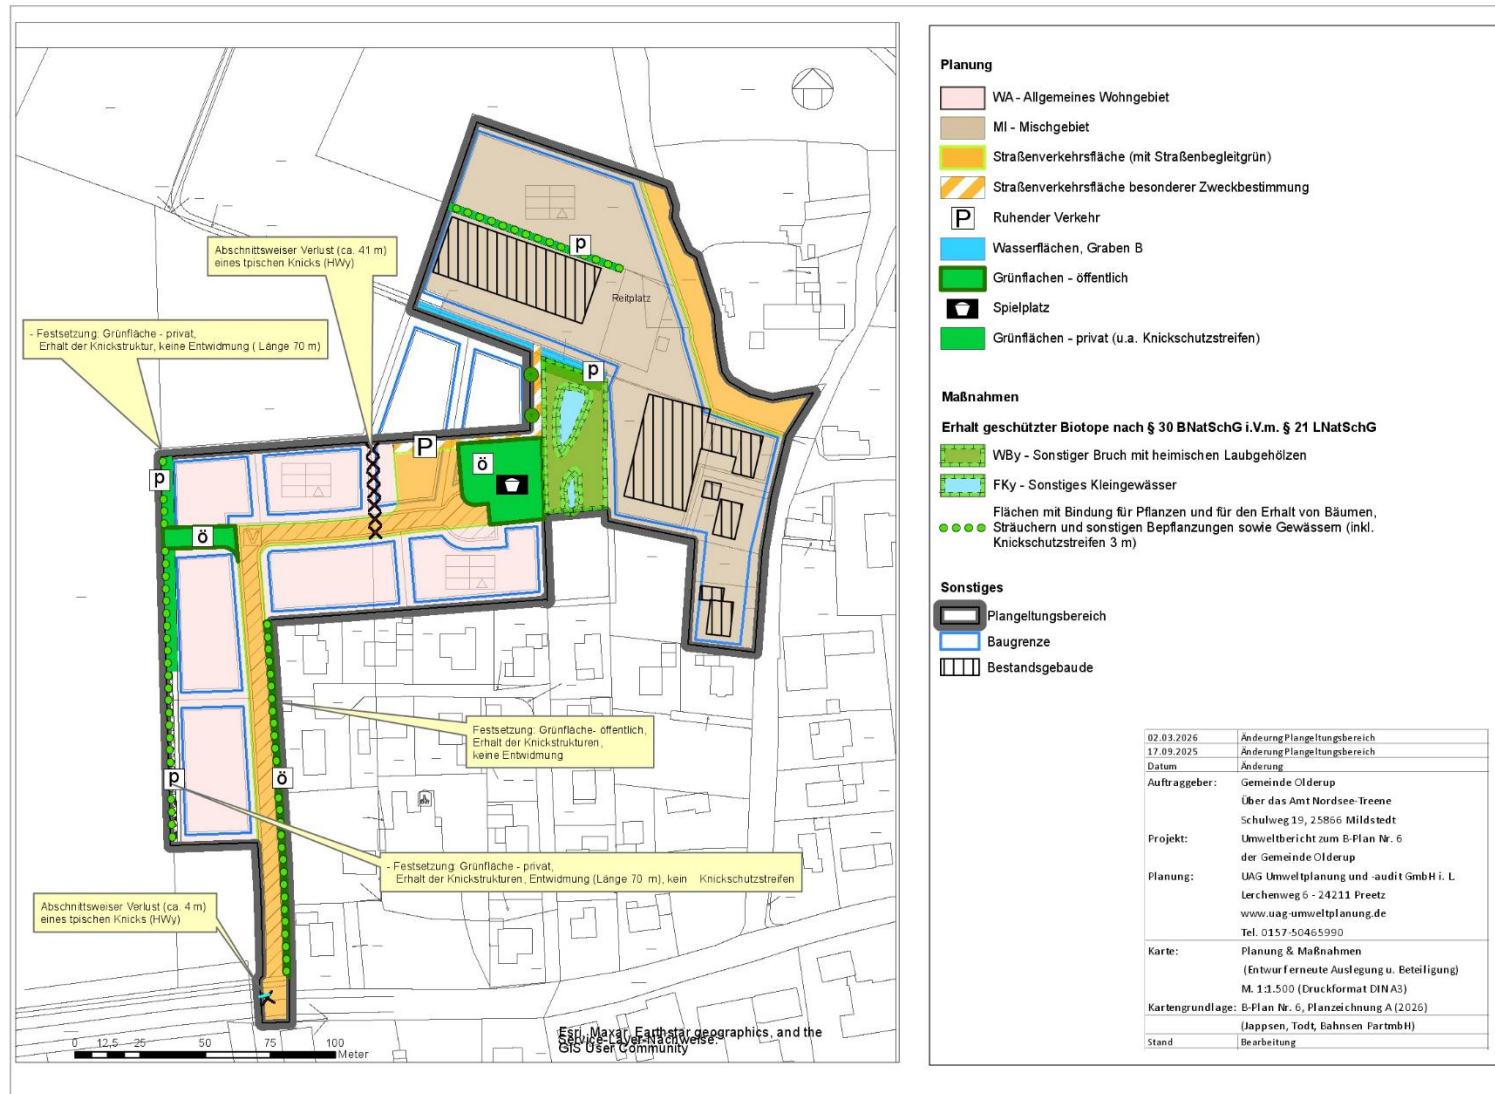 Abschnittsweiser Verlust (ca. 41 m)
eines tpischen Knicks (HWy)
- Festsetzung: Grünfläche - privat,
Erhalt der Knickstruktur, keine Entwidmung ( Länge 70 m)
p
Reitplatz
p
P
ö
p
ö
Festsetzung: Grünfläche- öffentlich,
Erhalt der Knickstrukturen,
keine Entwidmung
p
ö
- Festsetzung: Grünfläche - privat,
Erhalt der Knickstrukturen, Entwidmung (Länge 70 m), kein Knickschutzstreifen
Abschnittsweiser Verlust (ca. 4 m)
eines tpischen Knicks (HWy)
0 12,5 25 50 75 100
Meter
Esri, Maxar, Earthstar geographics, and the
Service-Layer-Nachweise:
GIS User Community
Planung
WA - Allgemeines Wohngebiet
MI - Mischgebiet
Straßenverkehrsfläche (mit Straßenbegleitgrün)
Straßenverkehrsfläche besonderer Zweckbestimmung
P Ruhender Verkehr
Wasserflächen, Graben B
Grünflachen - öffentlich
Spielplatz
Grünflächen - privat (u.a. Knickschutzstreifen)
Maßnahmen
Erhalt geschützter Biotope nach § 30 BNatSchG i.V.m. § 21 LNatSchG
WBy - Sonstiger Bruch mit heimischen Laubgehölzen
FKy - Sonstiges Kleingewässer
Flächen mit Bindung für Pflanzen und für den Erhalt von Bäumen,
Sträuchern und sonstigen Bepflanzungen sowie Gewässern (inkl.
Knickschutzstreifen 3 m)
Sonstiges
Plangeltungsbereich
Baugrenze
Bestandsgebaude
02.03.2026 Änderung Plangeltungsbereich
17.09.2025 Änderung Plangeltungsbereich
Datum Änderung
Auftraggeber: Gemeinde Olderup
Über das Amt Nordsee-Treene
Schulweg 19, 25866 Mildstedt
Projekt: Umweltbericht zum B-Plan Nr. 6
der Gemeinde Olderup
Planung: UAG Umweltplanung und -audit GmbH i. L.
Lerchenweg 6 - 24211 Preetz
www.uag-umweltplanung.de
Tel. 0157-50465990
Karte: Planung & Maßnahmen
(Entwurf erneute Auslegung u. Beteiligung)
M. 1:1.500 (Druckformat DIN A3)
Kartengrundlage: B-Plan Nr. 6, Planzeichnung A (2026)
(Jappsen, Todt, Bahnsen PartmbH)
Stand Bearbeitung